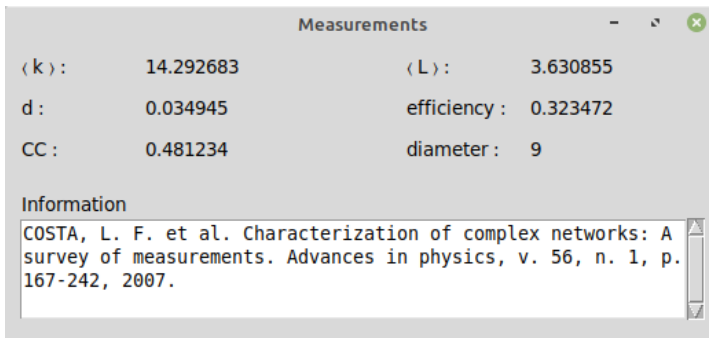 Measurements
⟨ k ⟩ : 14.292683 ⟨ L ⟩ : 3.630855
d : 0.034945 efficiency : 0.323472
CC : 0.481234 diameter : 9
Information
COSTA, L. F. et al. Characterization of complex networks: A
survey of measurements. Advances in physics, v. 56, n. 1, p.
167-242, 2007.